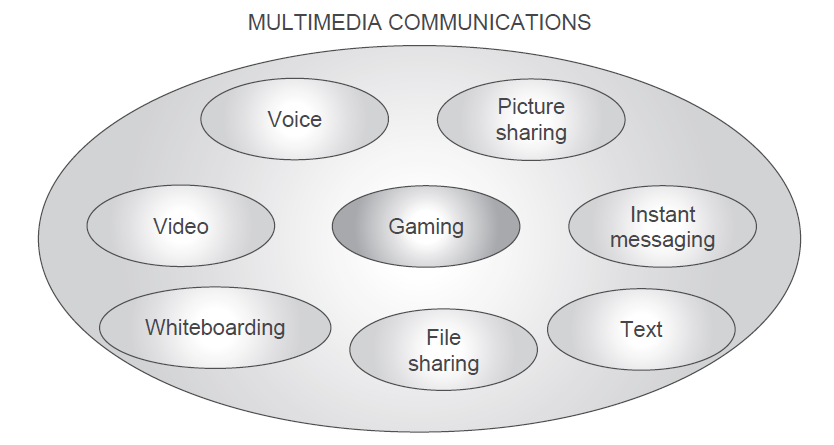 MULTIMEDIA COMMUNICATIONS
Voice
Picture
sharing
Video
Gaming
Instant
messaging
Whiteboarding
File
sharing
Text